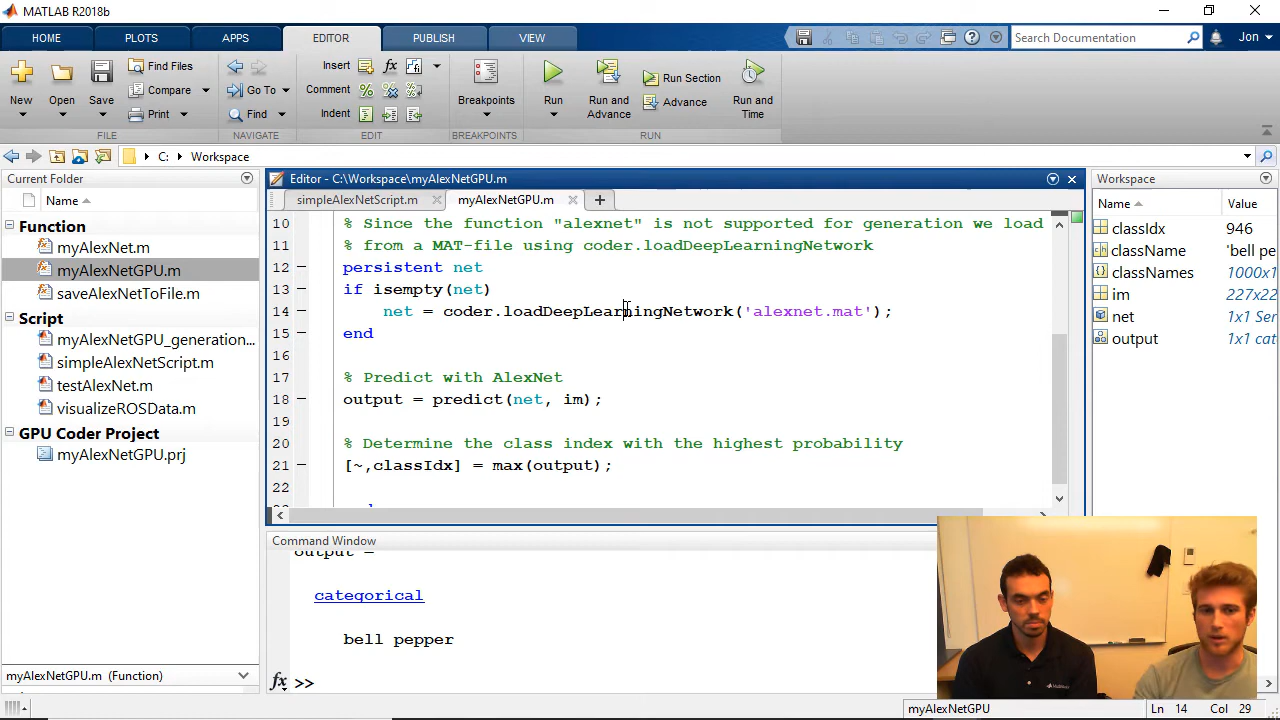 MATLAB R2018b
HOME
PLOTS
APPS
EDITOR
PUBLISH
VIEW
Search Documentation
Jon
New
Open
Save
Find Files
Compare
Print
FILE
Go To
Find
NAVIGATE
Insert
fx
Comment
Indent
EDIT
Breakpoints
BREAKPOINTS
Run
Run and Advance
Run Section
Advance
Run and Time
RUN
C:
Workspace
Current Folder
Name
Function
myAlexNet.m
myAlexNetGPU.m
saveAlexNetToFile.m
Script
myAlexNetGPU_generation...
simpleAlexNetScript.m
testAlexNet.m
visualizeROSData.m
GPU Coder Project
myAlexNetGPU.prj
myAlexNetGPU.m (Function)
Editor - C:\Workspace\myAlexNetGPU.m
simpleAlexNetScript.m
myAlexNetGPU.m
10 % Since the function "alexnet" is not supported for generation we load
11 % from a MAT-file using coder.loadDeepLearningNetwork
12 persistent net
13 if isempty(net)
14 net = coder.loadDeepLearningNetwork('alexnet.mat');
15 end
16
17 % Predict with AlexNet
18 output = predict(net, im);
19
20 % Determine the class index with the highest probability
21 [~,classIdx] = max(output);
22
Command Window
output =
categorical
bell pepper
fx >>
Workspace
Name Value
classIdx 946
className 'bell pe
classNames 1000x1
im 227x22
net 1x1
output 1x1 cat
myAlexNetGPU
Ln 14 Col 29